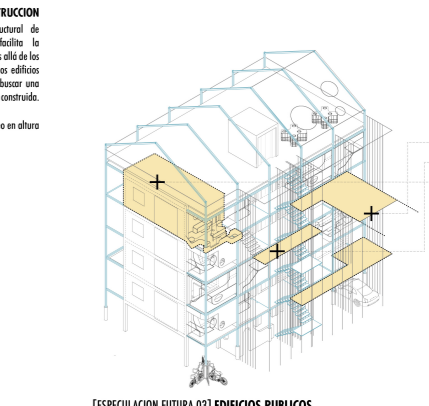 RUCCION
uctural de
facilita la
s allá de los
os edificios
buscar una
construida.
o en altura
[ESPECULACION FUTURA 03] EDIFICIOS PUBLICOS